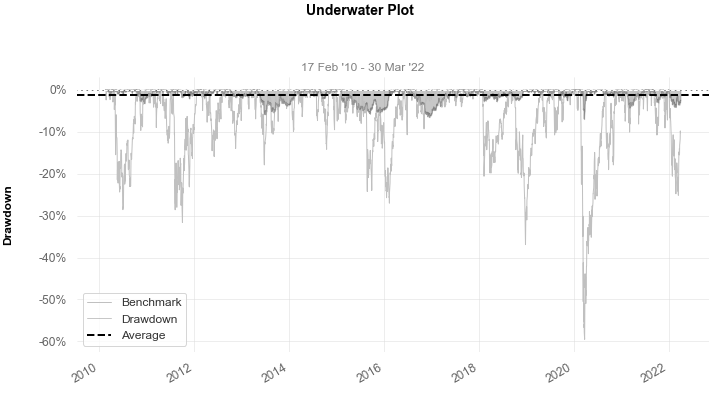 Underwater Plot
17 Feb '10 - 30 Mar '22
0%
-10%
-20%
-30%
-40%
-50%
-60%
Drawdown
Benchmark
Drawdown
Average
2010
2012
2014
2016
2018
2020
2022